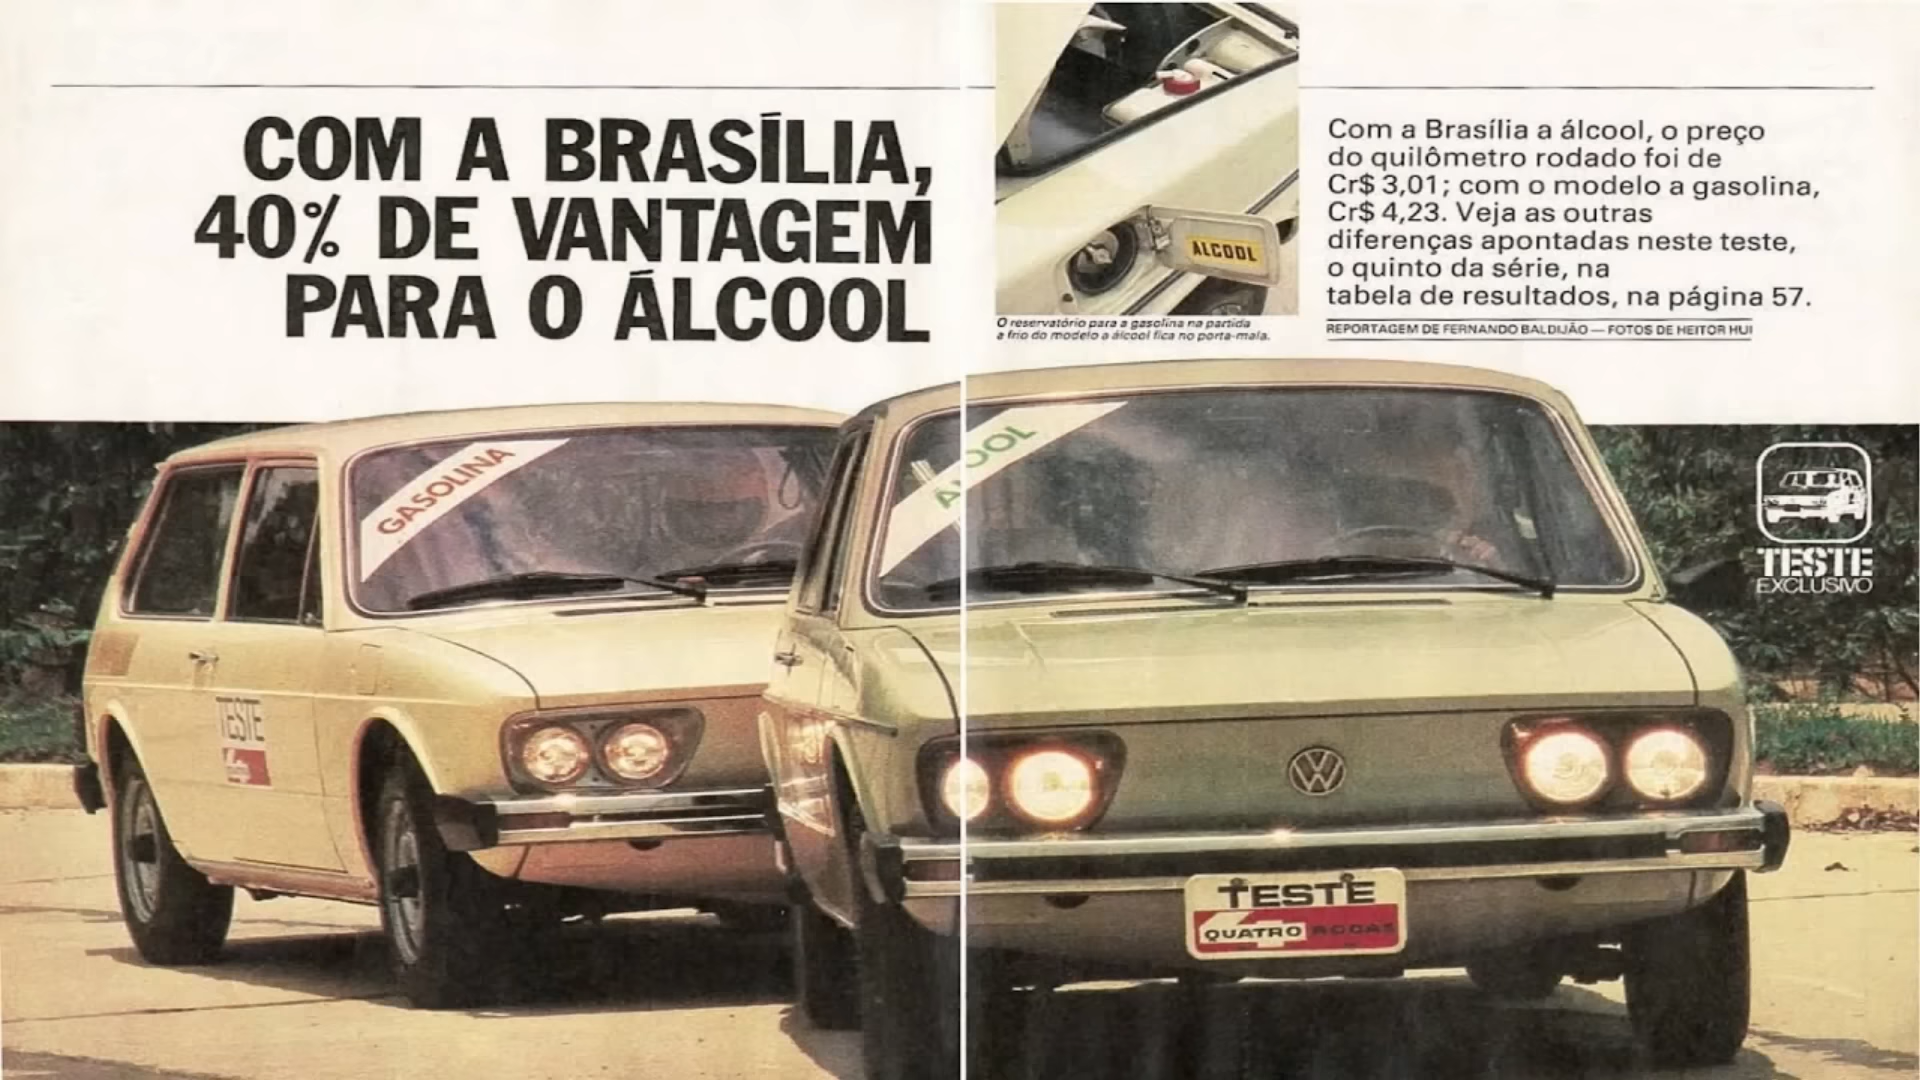 COM A BRASÍLIA,
40% DE VANTAGEM
PARA O ÁLCOOL
ALCOOL
O reservatório para a gasolina na partida
a frio do modelo a álcool fica no porta-mala.
Com a Brasília a álcool, o preço
do quilômetro rodado foi de
Cr$ 3,01; com o modelo a gasolina,
Cr$ 4,23. Veja as outras
diferenças apontadas neste teste,
o quinto da série, na
tabela de resultados, na página 57.
REPORTAGEM DE FERNANDO BALDIJÃO — FOTOS DE HEITOR HUI
GASOLINA
TESTE
EXCLUSIVO
TESTE
TESTE
QUATRO RODAS